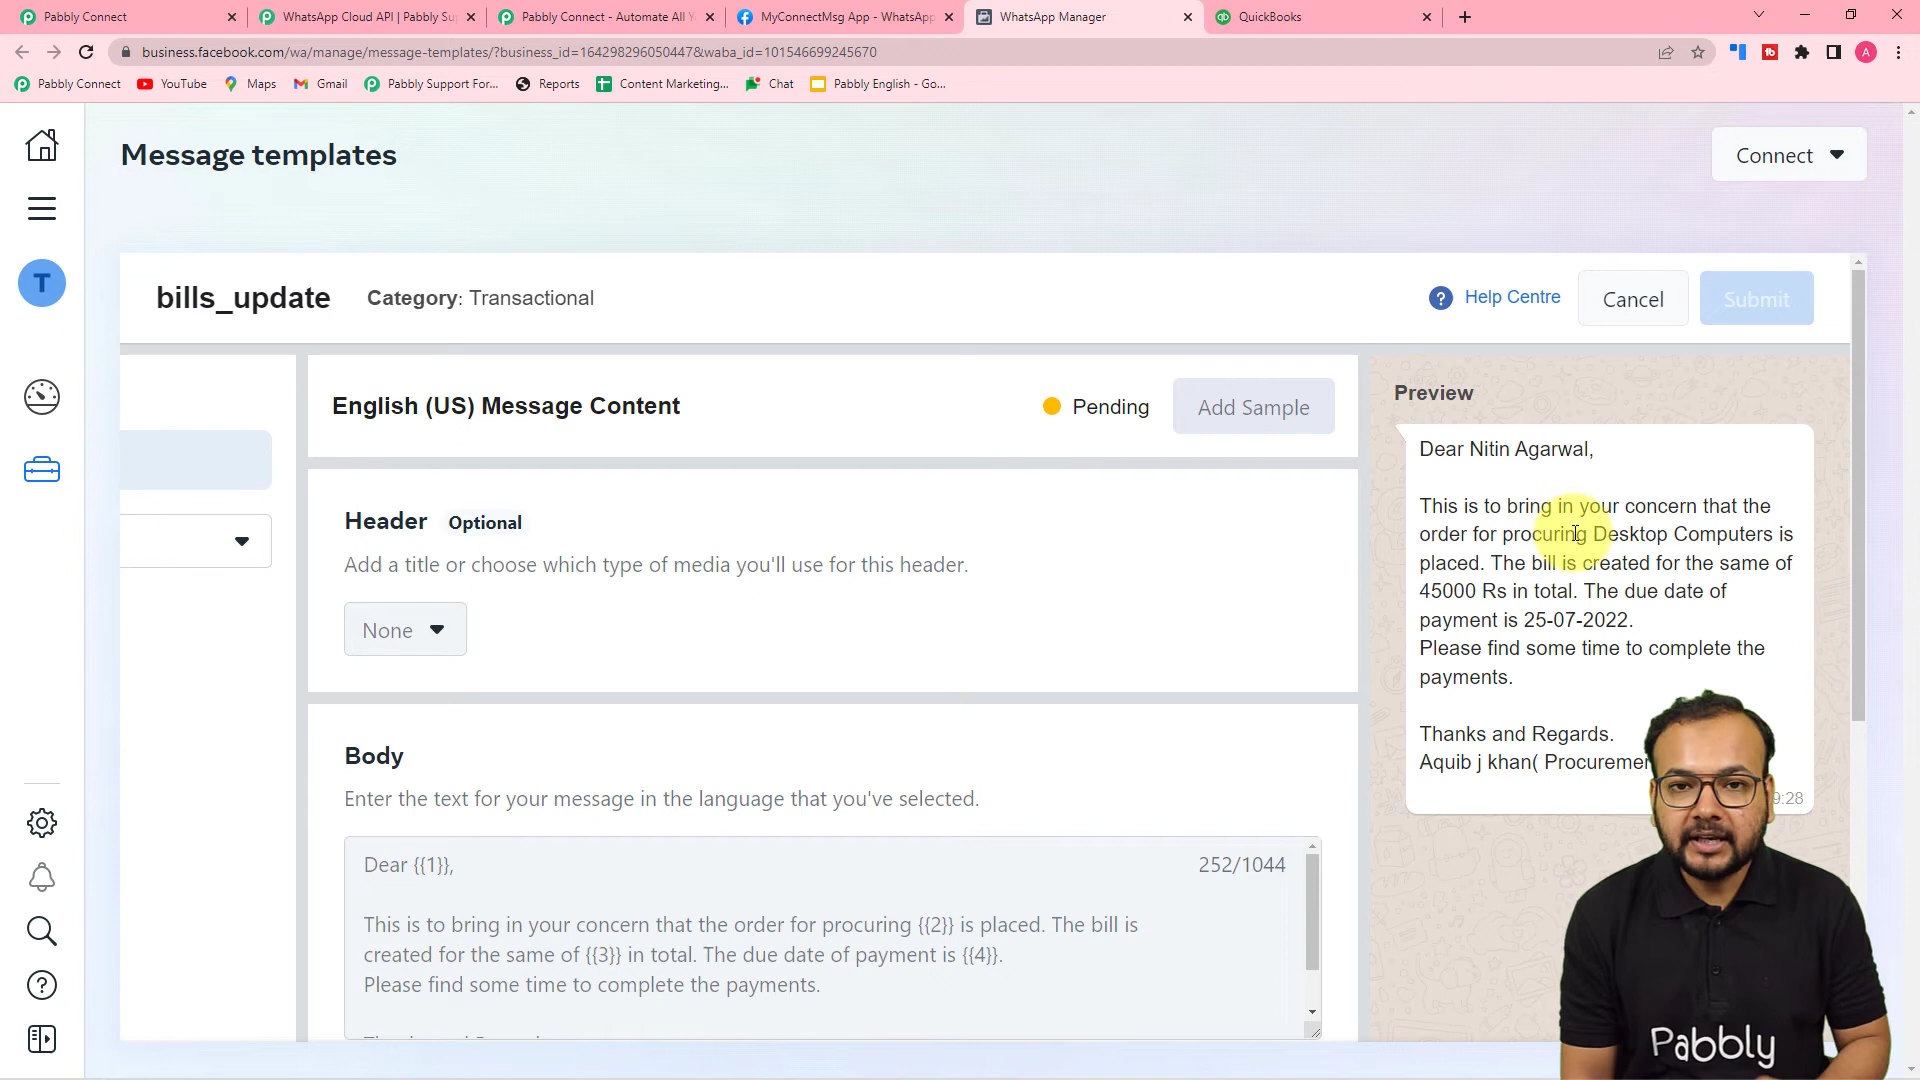 Pabbly Connect
WhatsApp Cloud API | Pabbly Su
Pabbly Connect - Automate All Y
MyConnectMsg App - WhatsApp
WhatsApp Manager
QuickBooks
business.facebook.com/wa/manage/message-templates/?business_id=164298296050447&waba_id=101546699245670
A
Pabbly Connect
YouTube
Maps
Gmail
Pabbly Support For...
Reports
Content Marketing...
Chat
Pabbly English - Go...
Message templates
Connect
T
bills_update
Category: Transactional
Help Centre
Cancel
Submit
English (US) Message Content
Pending
Add Sample
Header Optional
Add a title or choose which type of media you'll use for this header.
None
Body
Enter the text for your message in the language that you've selected.
Dear {{1}},
252/1044
This is to bring in your concern that the order for procuring {{2}} is placed. The bill is
created for the same of {{3}} in total. The due date of payment is {{4}}.
Please find some time to complete the payments.
Preview
Dear Nitin Agarwal,
This is to bring in your concern that the
order for procuring Desktop Computers is
placed. The bill is created for the same of
45000 Rs in total. The due date of
payment is 25-07-2022.
Please find some time to complete the
payments.
Thanks and Regards.
Aquib j khan( Procuremen
9:28
Pabbly